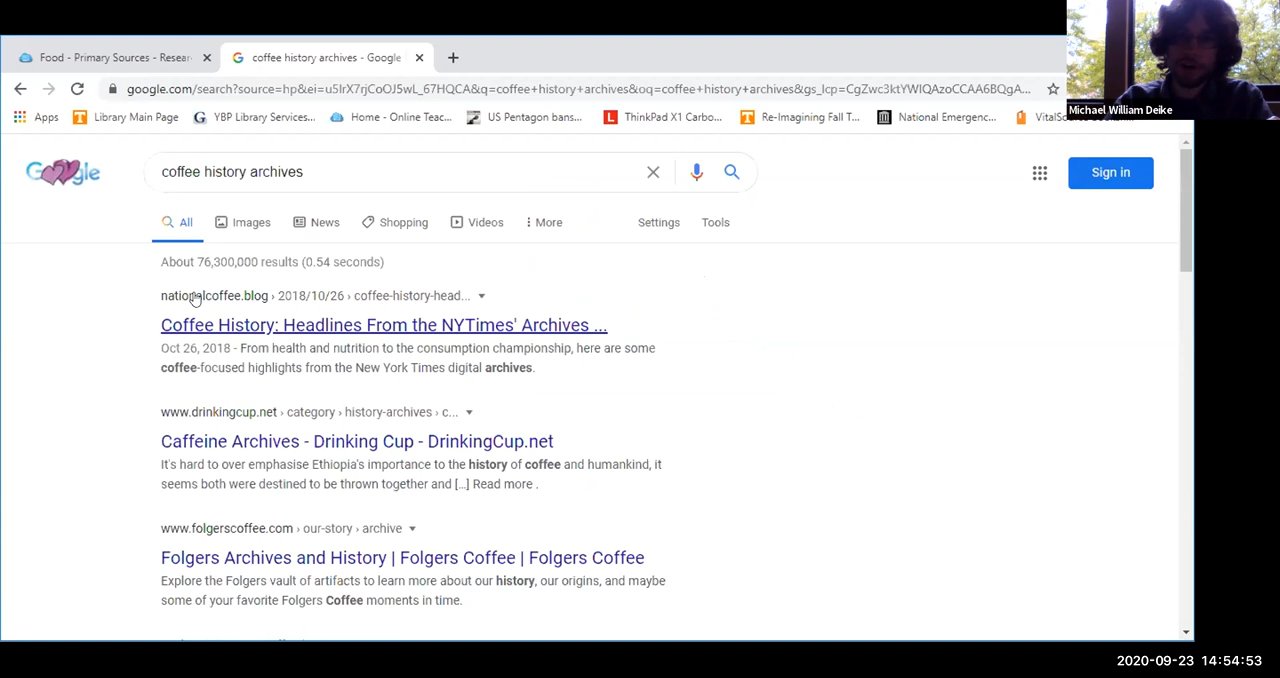 Michael William Deike
Food - Primary Sources - Resear
coffee history archives - Google
google.com/search?source=hp&ei=u5IrX7rjCoOJ5wL_67HQCA&q=coffee+history+archives&oq=coffee+history+archives&gs_lcp=CgZwc3ktYWIQAzoCCAA6BQgA...
Apps Library Main Page YBP Library Services... Home - Online Teac... US Pentagon bans... ThinkPad X1 Carbo... Re-Imagining Fall T... National Emergenc...
Google
coffee history archives
Sign in
All Images News Shopping Videos More Settings Tools
About 76,300,000 results (0.54 seconds)
nationalcoffee.blog › 2018/10/26 › coffee-history-head...
Coffee History: Headlines From the NYTimes' Archives ...
Oct 26, 2018 - From health and nutrition to the consumption championship, here are some
coffee-focused highlights from the New York Times digital archives.
www.drinkingcup.net › category › history-archives › c...
Caffeine Archives - Drinking Cup - DrinkingCup.net
It's hard to over emphasise Ethiopia's importance to the history of coffee and humankind, it
seems both were destined to be thrown together and [...] Read more .
www.folgerscoffee.com › our-story › archive
Folgers Archives and History | Folgers Coffee | Folgers Coffee
Explore the Folgers vault of artifacts to learn more about our history, our origins, and maybe
some of your favorite Folgers Coffee moments in time.
2020-09-23 14:54:53